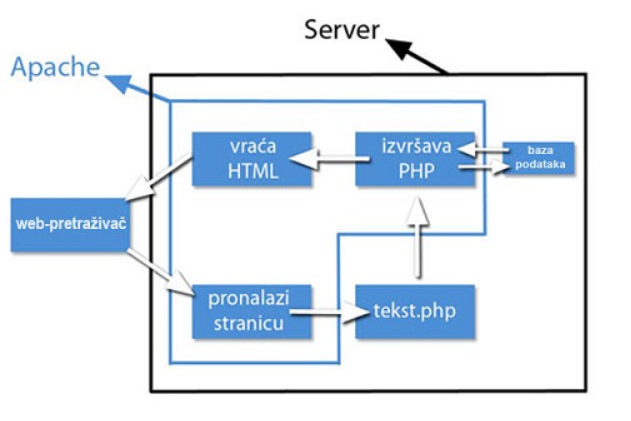 Server
Apache
vraća
HTML
izvršava
PHP
baza
podataka
web-pretraživač
pronalazi
stranicu
tekst.php